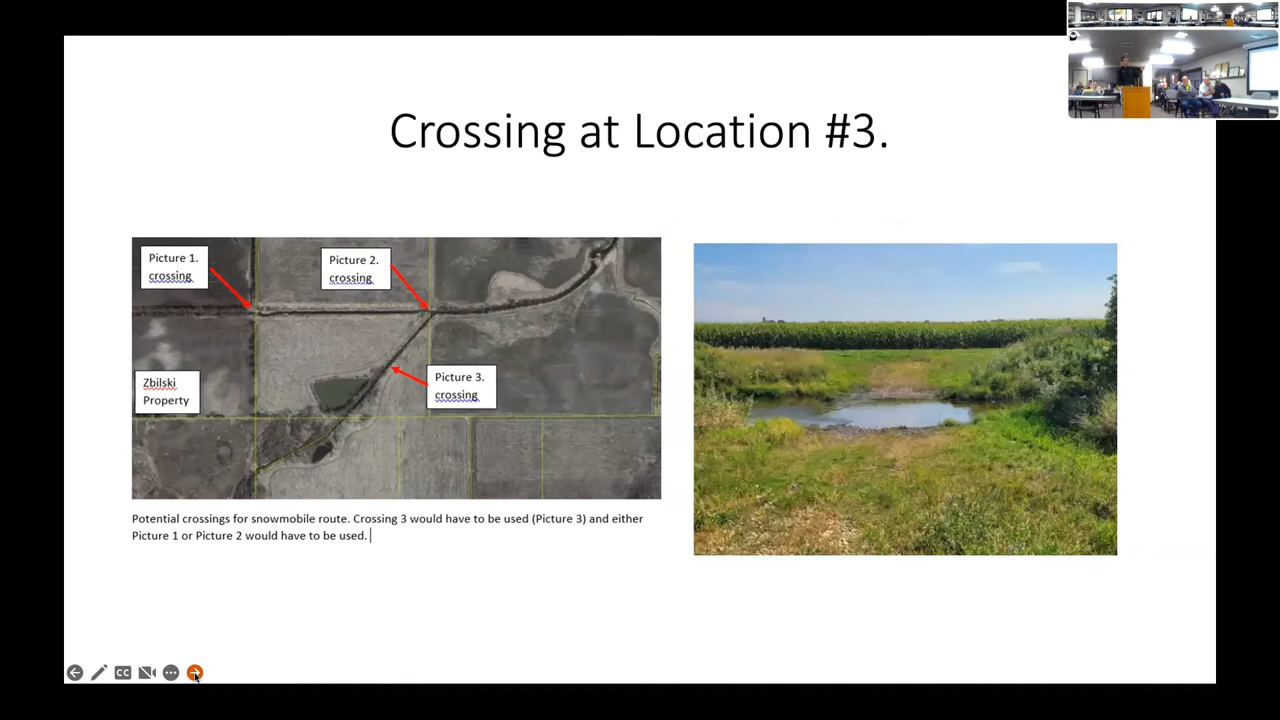 Crossing at Location #3.
Picture 1.
crossing
Picture 2.
crossing
Zbilski
Property
Picture 3.
crossing
Potential crossings for snowmobile route. Crossing 3 would have to be used (Picture 3) and either
Picture 1 or Picture 2 would have to be used.
CC